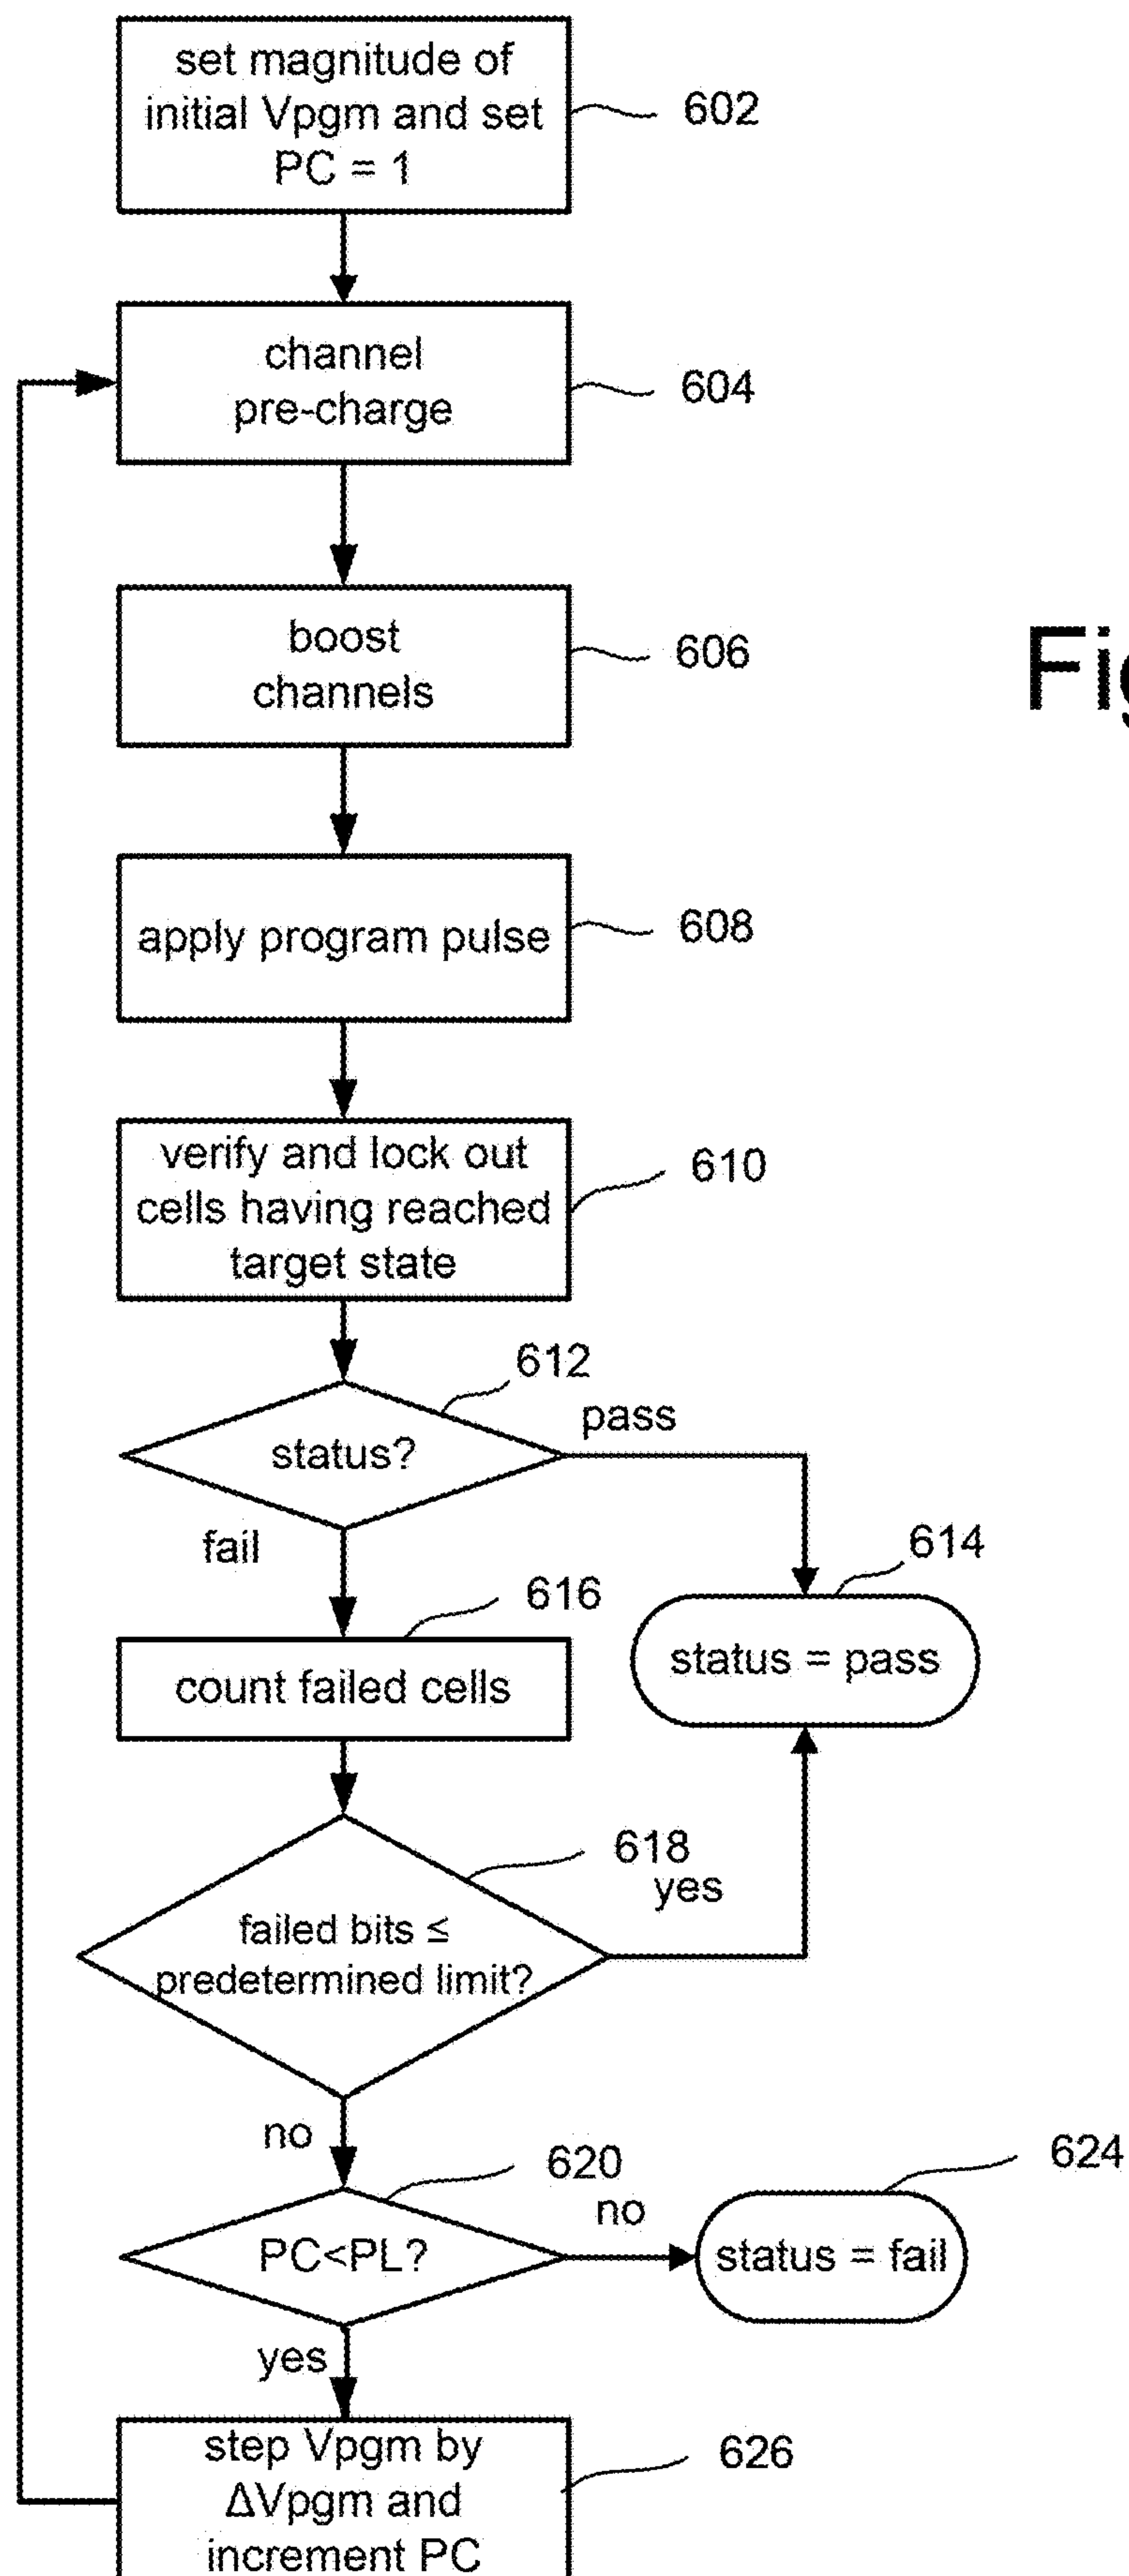 set magnitude of
initial Vpgm and set
PC = 1
602
channel
pre-charge
604
boost
channels
606
Fig
apply program pulse
608
verify and lock out
cells having reached
target state
610
612
status?
pass
fail
614
status = pass
616
count failed cells
618
yes
failed bits ≤
predetermined limit?
no
620
no
624
PC<PL?
status = fail
yes
step Vpgm by
ΔVpgm and
increment PC
626